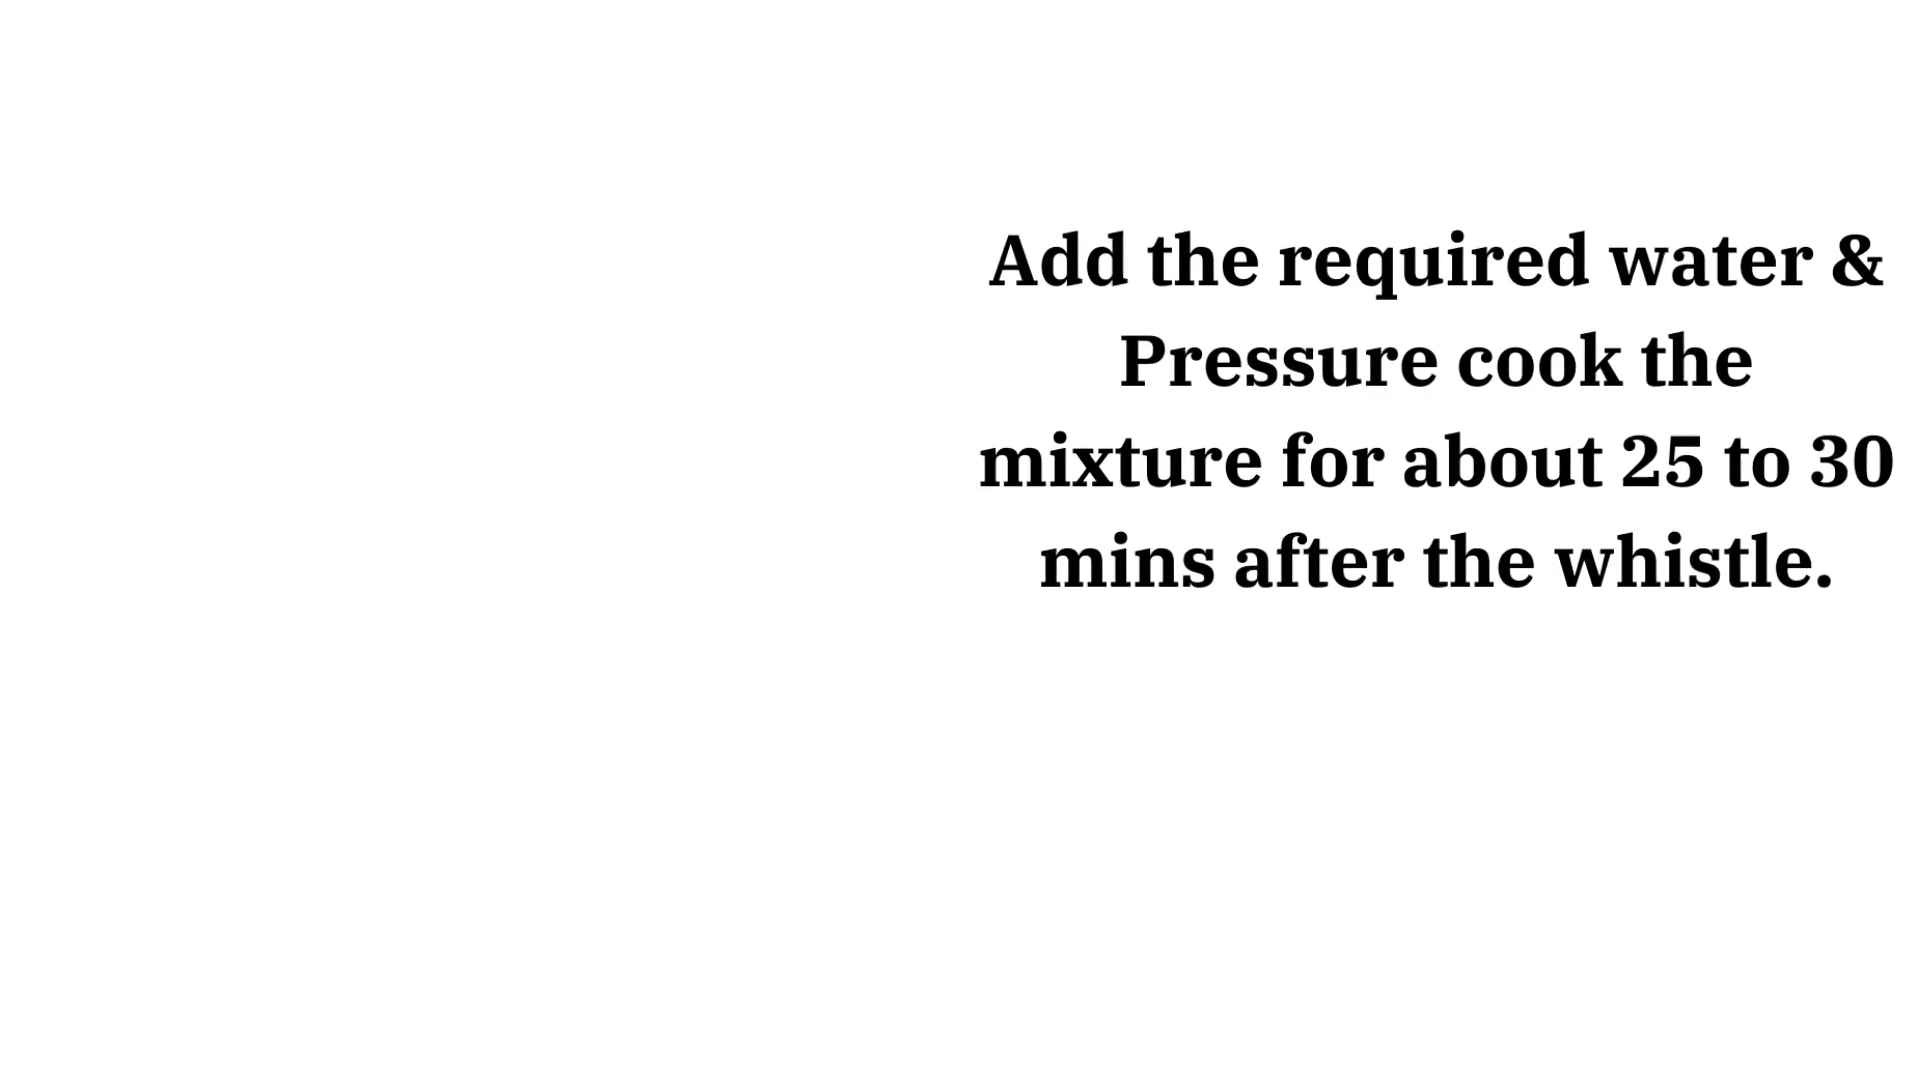 Add the required water &
Pressure cook the
mixture for about 25 to 30
mins after the whistle.